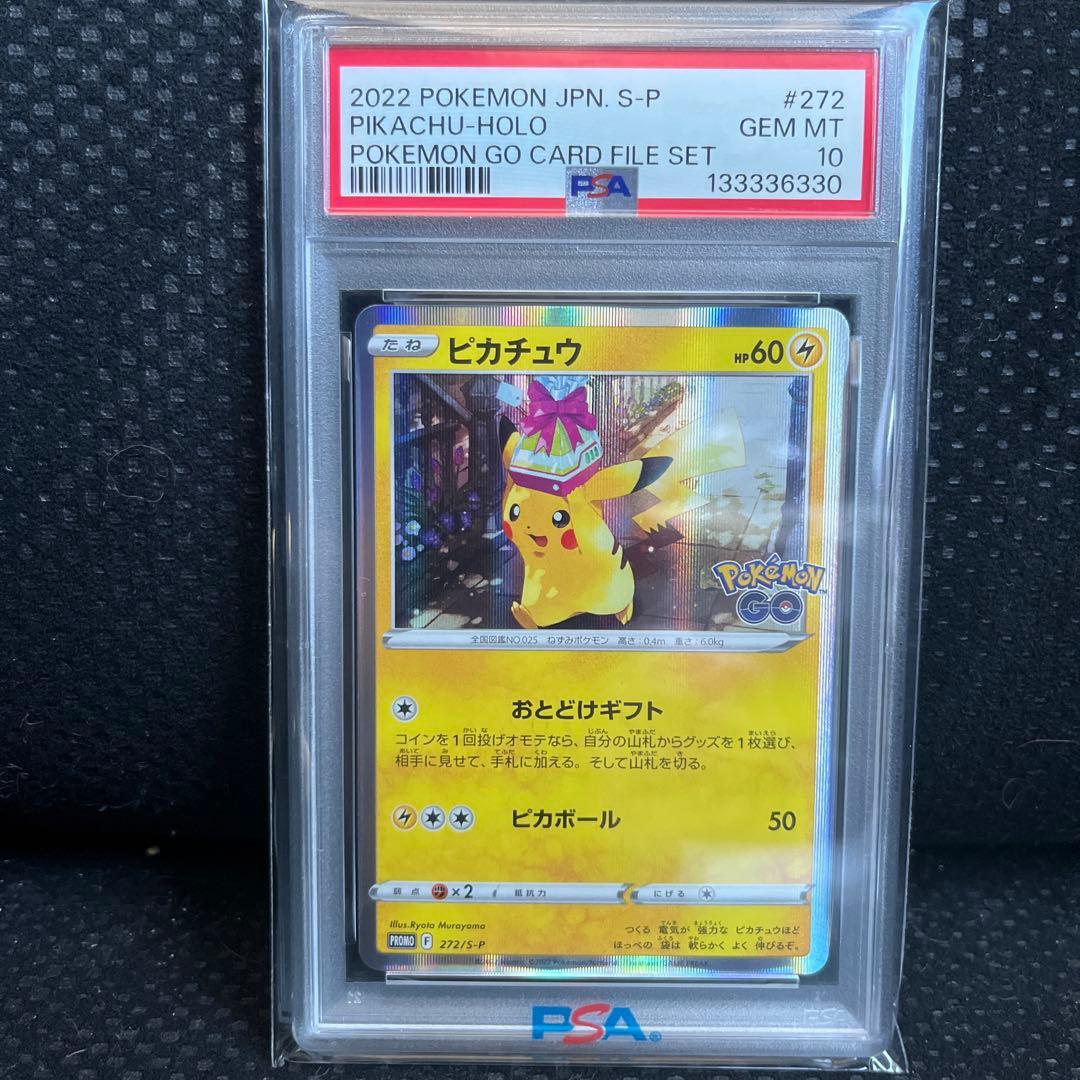 2022 POKEMON JPN. S-P #272
PIKACHU-HOLO GEM MT
POKEMON GO CARD FILE SET 10
PSA 133336330
たね ピカチュウ HP60
POKéMON
GO
全国図鑑NO.025 ねずみポケモン 高さ:0.4m 重さ:6.0kg
おとどけギフト
コインを1回投げオモテなら、自分の山札からグッズを1枚選び、
相手に見せて、手札に加える。そして山札を切る。
ピカボール 50
弱点 ×2 抵抗力 にげる
Illus.Ryota Murayama
PROMO F 272/S-P
つくる 電気が 強力な ピカチュウほど
ほっぺの 袋は 軟らかく よく 伸びるぞ。
PSA